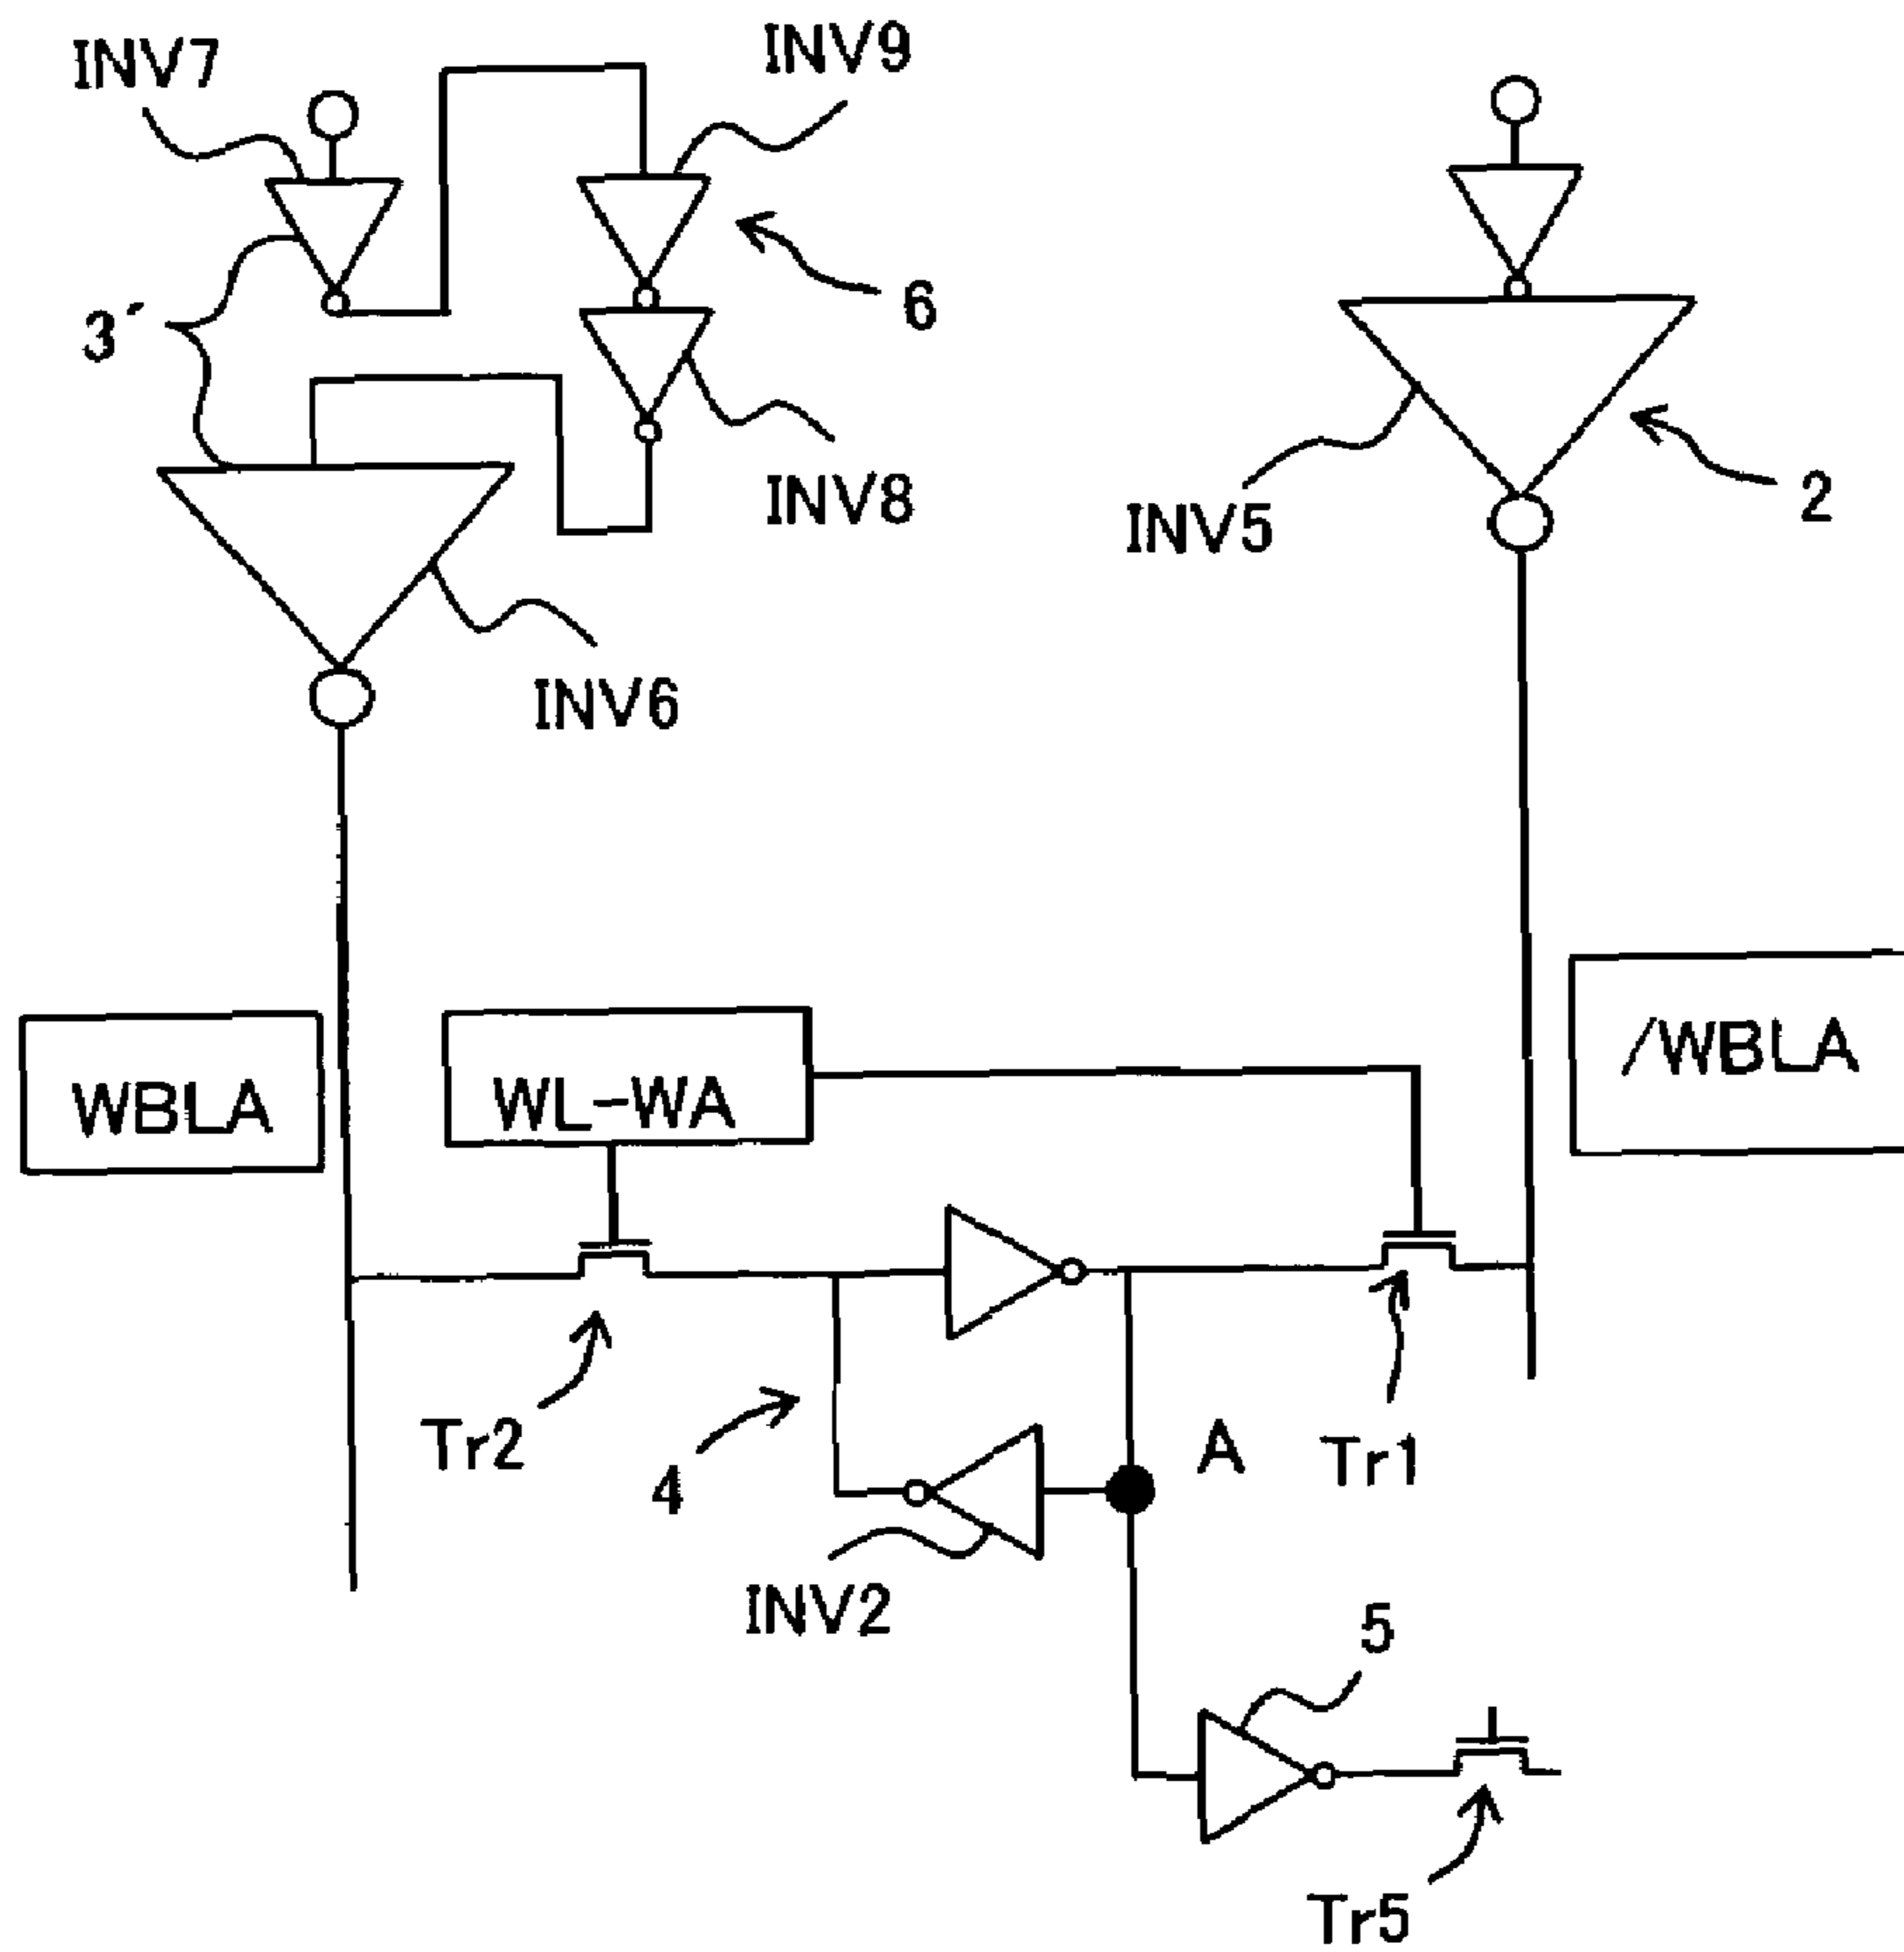 INV7
INV9
6
3´
INV8
INV5
2
INV6
WBLA
WL-WA
/WBLA
Tr2
4
A
Tr1
INV2
5
Tr5